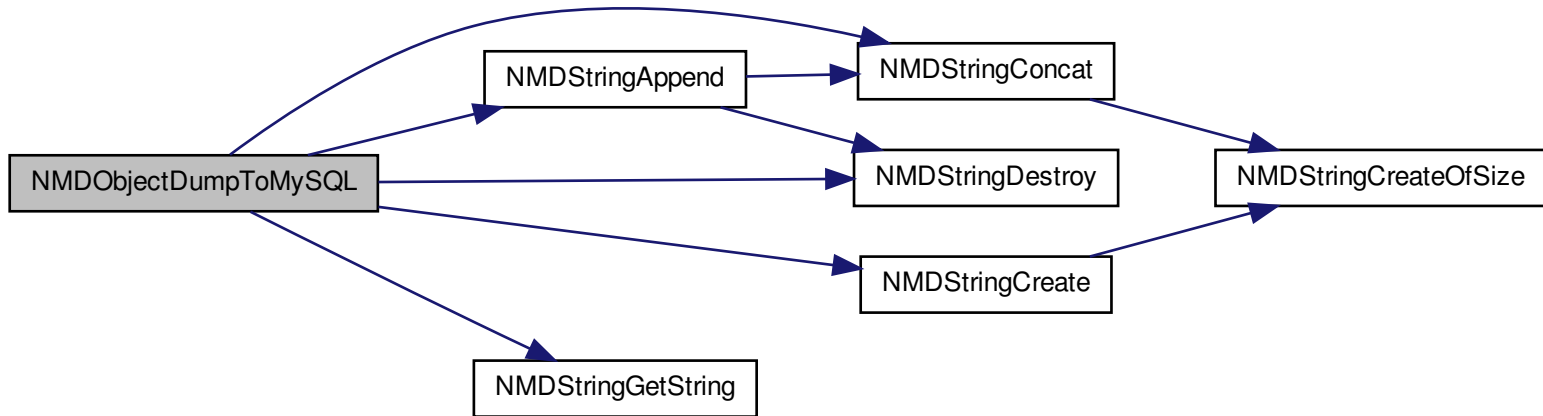 NMDStringConcat
NMDStringAppend
NMDObjectDumpToMySQL
NMDStringDestroy
NMDStringCreateOfSize
NMDStringCreate
NMDStringGetString